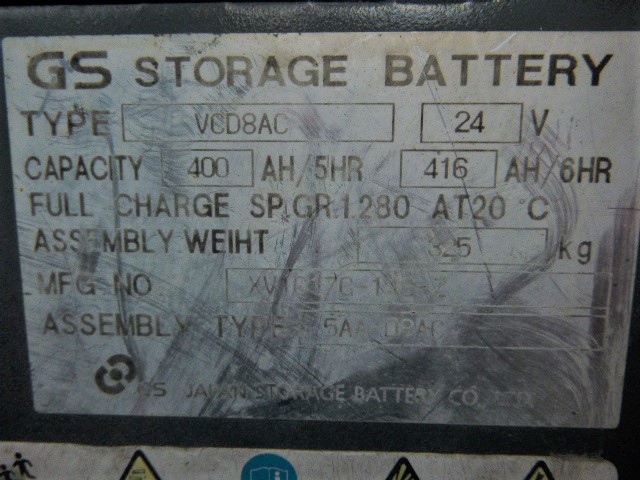 GS STORAGE BATTERY
TYPE VCD8AC 24 V
CAPACITY 400 AH/5HR 416 AH/6HR
FULL CHARGE SP.GR.1.280 AT20 °C
ASSEMBLY WEIHT 325 kg
MFG NO
ASSEMBLY TYPE
GS JAPAN STORAGE BATTERY CO., LTD.